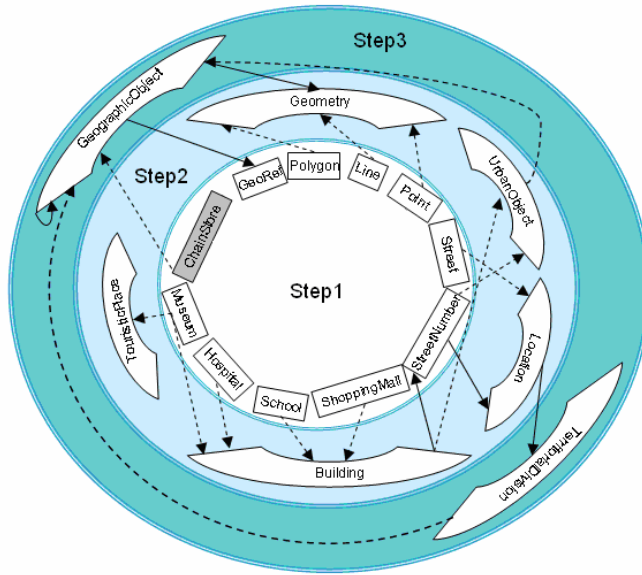 Step3
GeographicObject
Geometry
Step2
GeoRef
Polygon
Line
Point
UrbanObject
ChainStore
Street
Step1
TouristicPlace
Museum
StreetNumber
Location
Hospital
School
ShoppingMall
Building
TerritorialDivision